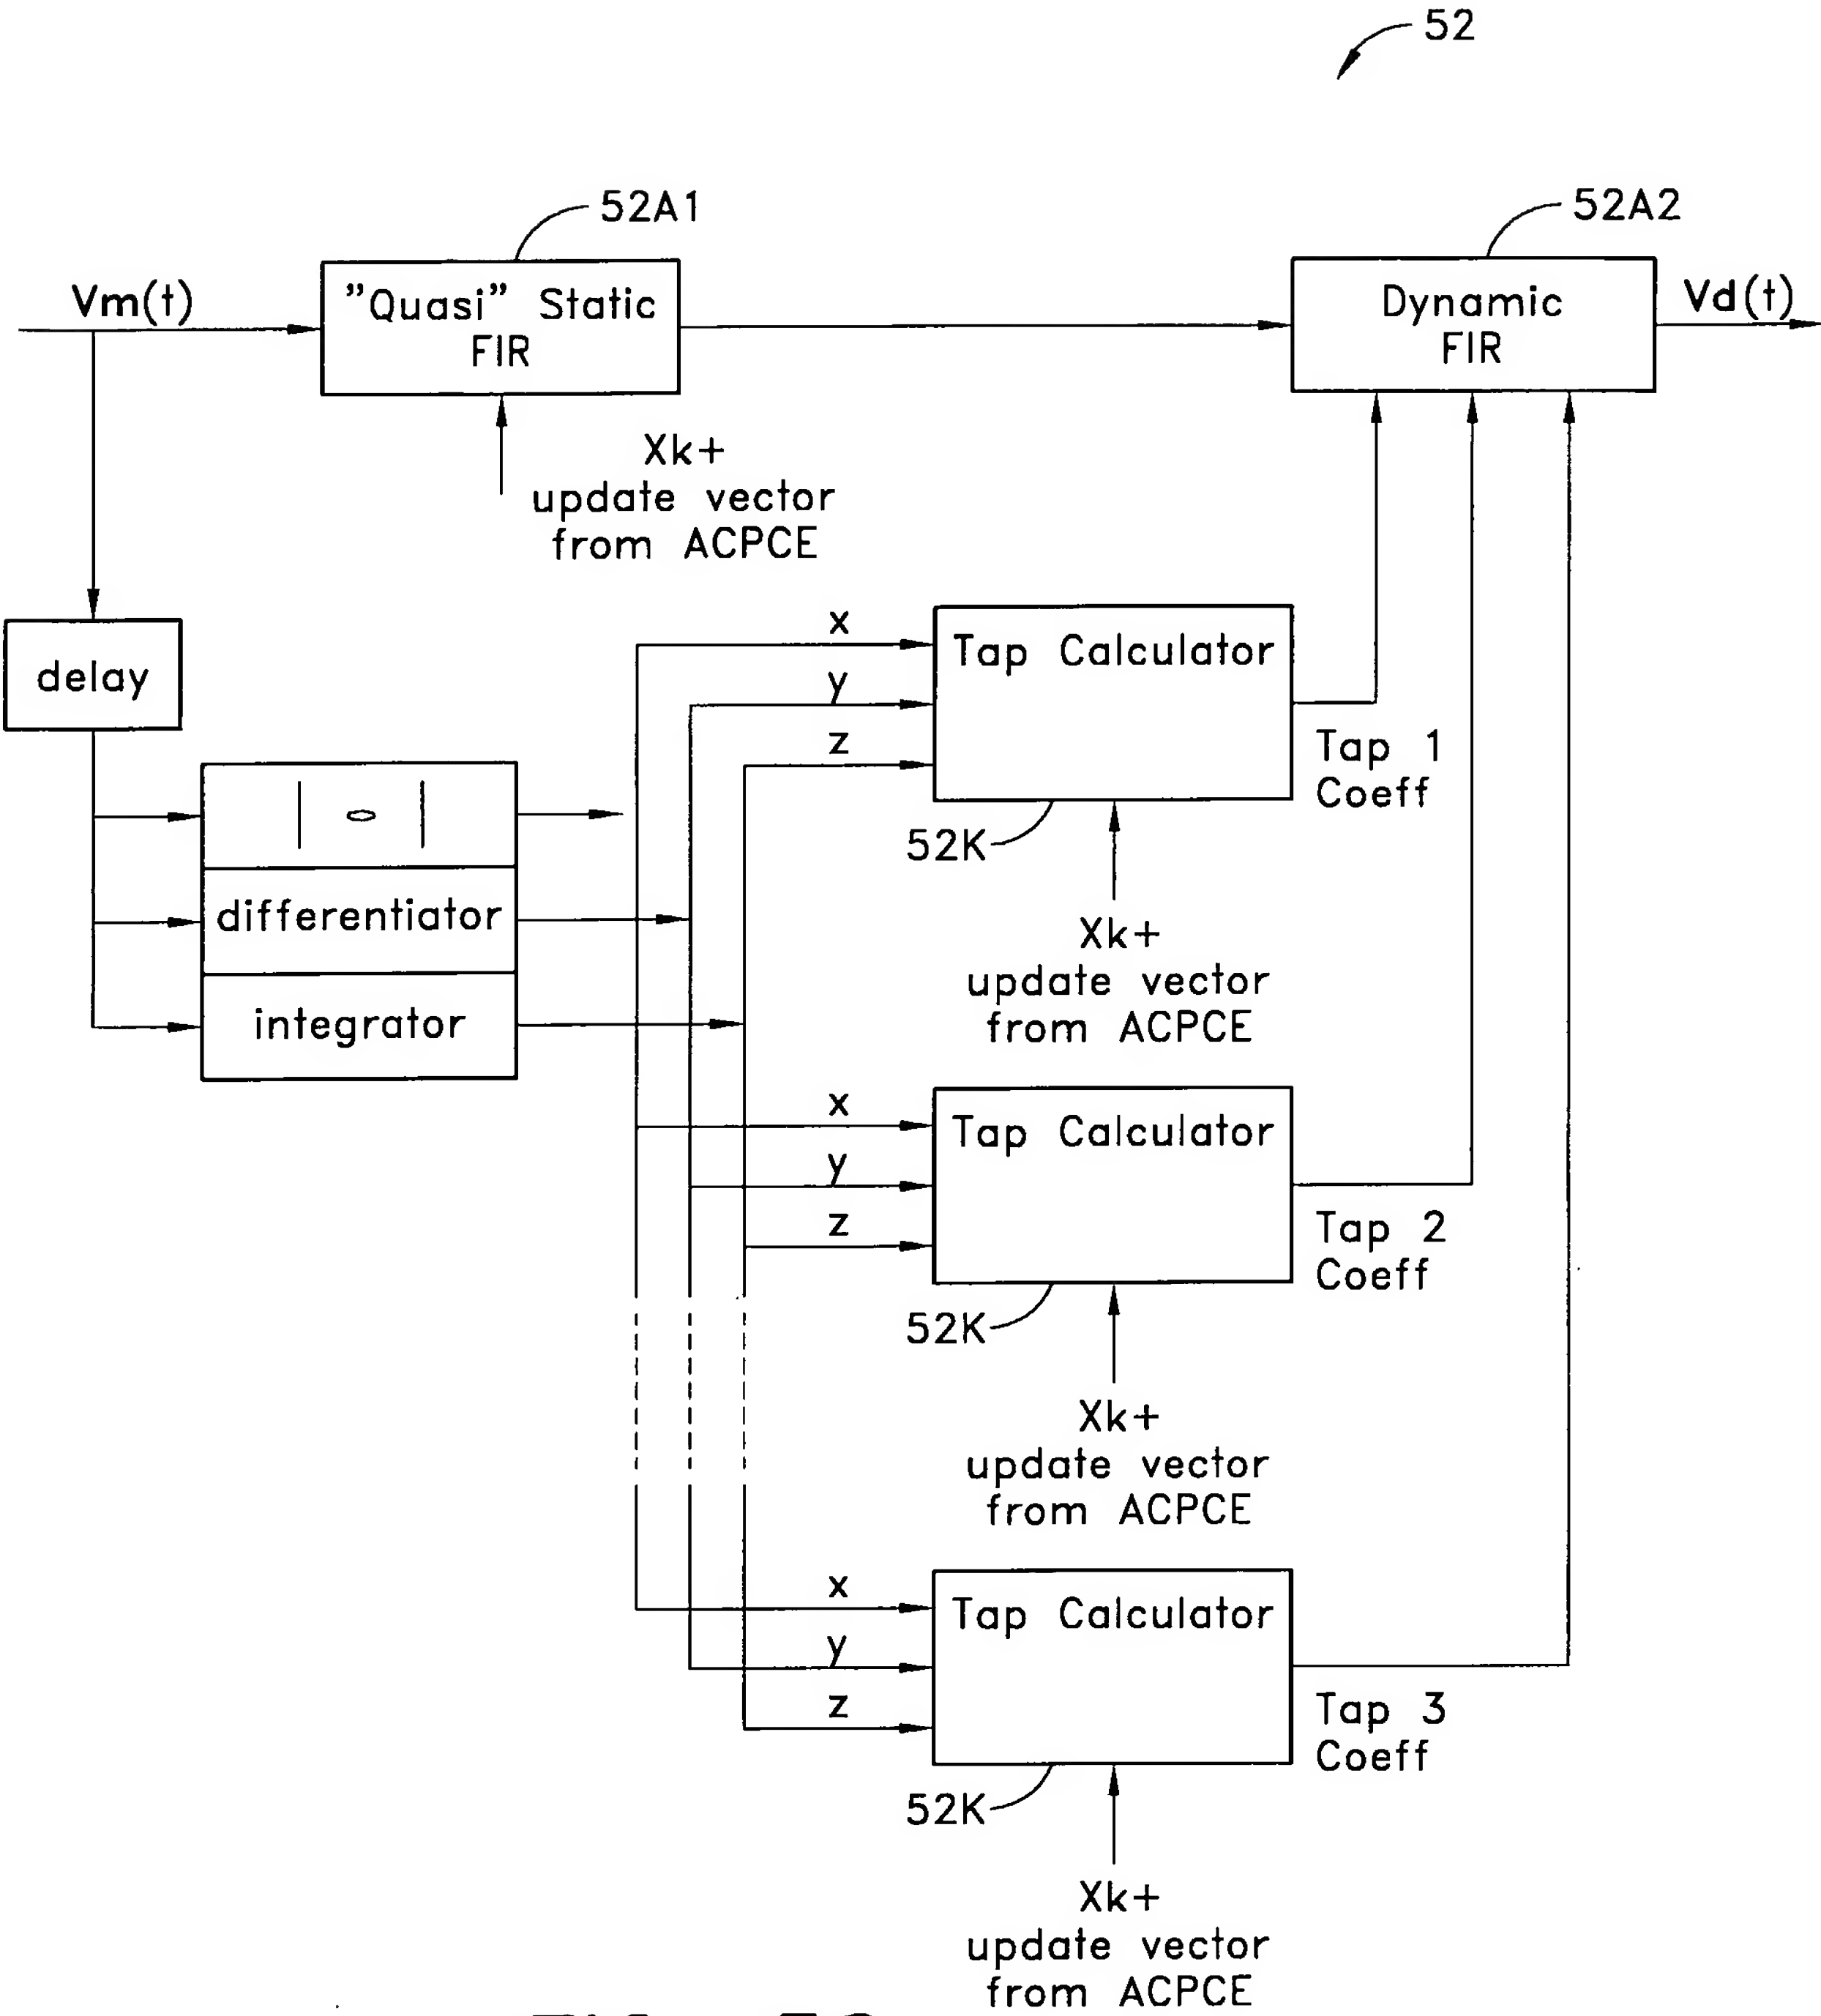 52
52A1
52A2
Vm(t)
"Quasi" Static
FIR
Dynamic
FIR
Vd(t)
Xk+
update vector
from ACPCE
delay
| o |
differentiator
integrator
x
y
z
Tap Calculator
Tap 1
Coeff
52K
Xk+
update vector
from ACPCE
x
y
z
Tap Calculator
Tap 2
Coeff
52K
Xk+
update vector
from ACPCE
x
y
z
Tap Calculator
Tap 3
Coeff
52K
Xk+
update vector
from ACPCE